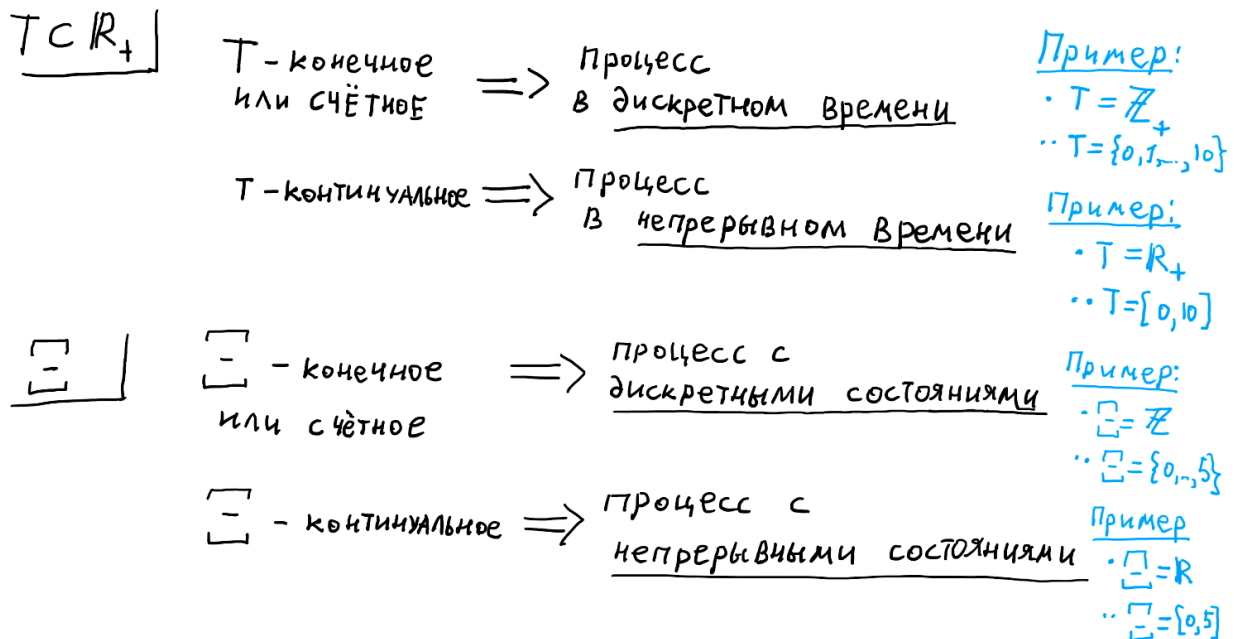 T ⊂ ℝ₊
T - конечное ⟹ процесс
или счётное в дискретном времени
Пример:
· T = ℤ₊
·· T = {0,1,..,10}
T - континуальное ⟹ процесс
в непрерывном времени
Пример:
· T = ℝ₊
·· T = [0,10]
Ξ
Ξ - конечное ⟹ процесс с
или счётное дискретными состояниями
Пример:
· Ξ = ℤ
·· Ξ = {0,..,5}
Ξ - континуальное ⟹ процесс с
непрерывными состояниями
Пример
· Ξ = ℝ
·· Ξ = [0,5]